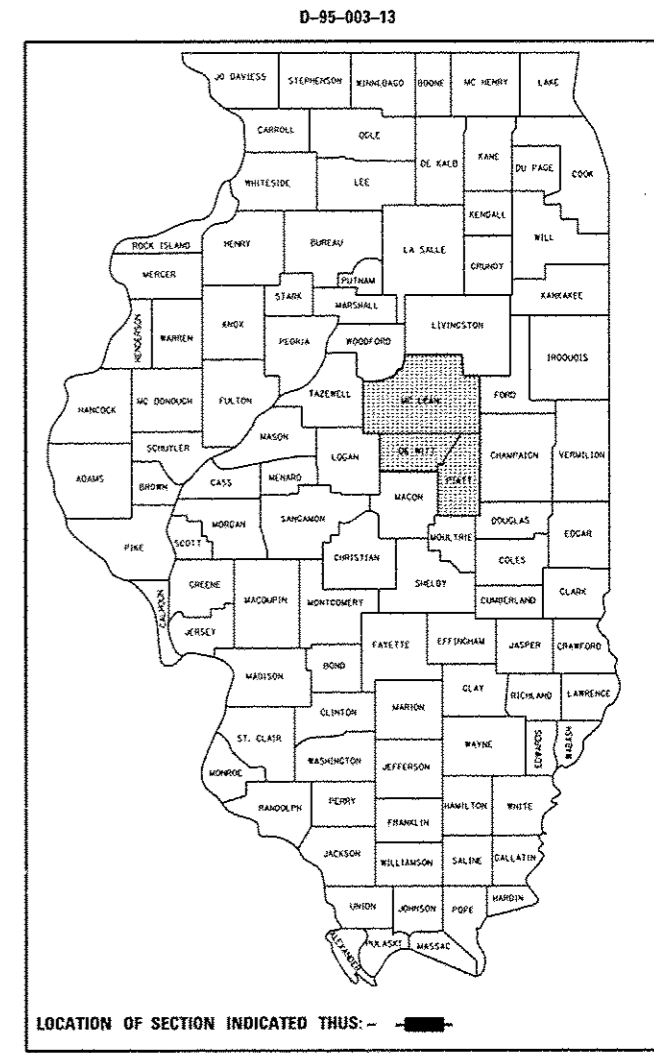 D-95-003-13
JO DAVIESS STEPHENSON WINNEBAGO BOONE MC HENRY LAKE
CARROLL OGLE DE KALB KANE DU PAGE COOK
WHITESIDE LEE
KENDALL WILL
ROCK ISLAND HENRY BUREAU LA SALLE GRUNDY
MERCER PUTNAM KANKAKEE
STARK MARSHALL
HENDERSON WARREN KNOX PEORIA WOODFORD LIVINGSTON IROQUOIS
HANCOCK MC DONOUGH FULTON TAZEWELL MC LEAN FORD
MASON
SCHUYLER LOGAN DE WITT CHAMPAIGN VERMILION
ADAMS BROWN CASS MENARD MACON PIATT
PIKE SCOTT MORGAN SANGAMON CHRISTIAN MOULTRIE DOUGLAS EDGAR
COLES
CALHOUN GREENE MACOUPIN MONTGOMERY SHELBY CUMBERLAND CLARK
JERSEY FAYETTE EFFINGHAM JASPER CRAWFORD
MADISON BOND
CLAY RICHLAND LAWRENCE
CLINTON MARION
ST. CLAIR WAYNE EDWARDS WABASH
MONROE WASHINGTON JEFFERSON
RANDOLPH PERRY HAMILTON WHITE
FRANKLIN
JACKSON WILLIAMSON SALINE GALLATIN
UNION JOHNSON POPE HARDIN
ALEXANDER PULASKI MASSAC
LOCATION OF SECTION INDICATED THUS: -